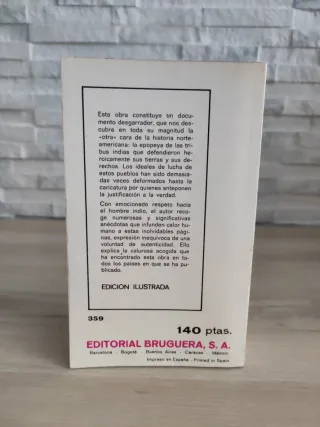 Esta obra constituye un docu-
mento desgarrador, que nos des-
cubre en toda su magnitud la
«otra» cara de la historia norte-
americana: la epopeya de las tri-
bus indias que defendieron he-
roicamente sus tierras y sus de-
rechos. Los ideales de lucha de
estos pueblos han sido demasia-
das veces deformados hasta la
caricatura por quienes anteponen
la justificación a la verdad.
Con emocionado respeto hacia
el hombre indio, el autor reco-
ge numerosas y significativas
anécdotas que infunden calor hu-
mano a estas inolvidables pági-
nas, expresión inequívoca de una
voluntad de autenticidad. Ello
explica la calurosa acogida que
ha encontrado esta obra en to-
dos los países en que se ha pu-
blicado.
EDICION ILUSTRADA
359
140 ptas.
EDITORIAL BRUGUERA, S. A.
Barcelona - Bogotá - Buenos Aires - Caracas - México
Impreso en España - Printed in Spain